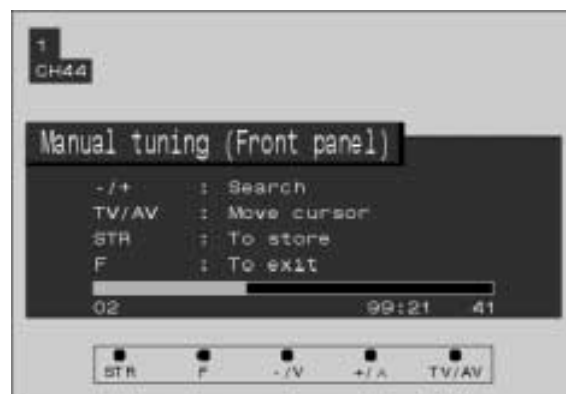 1
CH44
Manual tuning (Front panel)
-/+ : Search
TV/AV : Move cursor
STR : To store
F : To exit
02 99:21 41
STR F -/V +/∧ TV/AV